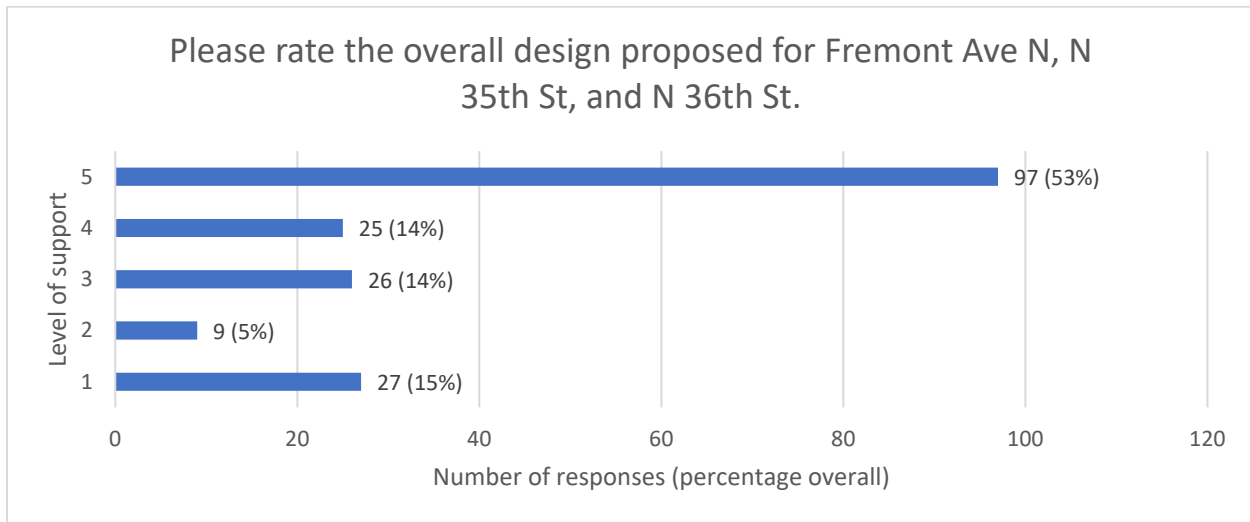 Please rate the overall design proposed for Fremont Ave N, N
35th St, and N 36th St.
Level of support
5
97 (53%)
4
25 (14%)
3
26 (14%)
2
9 (5%)
1
27 (15%)
0 20 40 60 80 100 120
Number of responses (percentage overall)